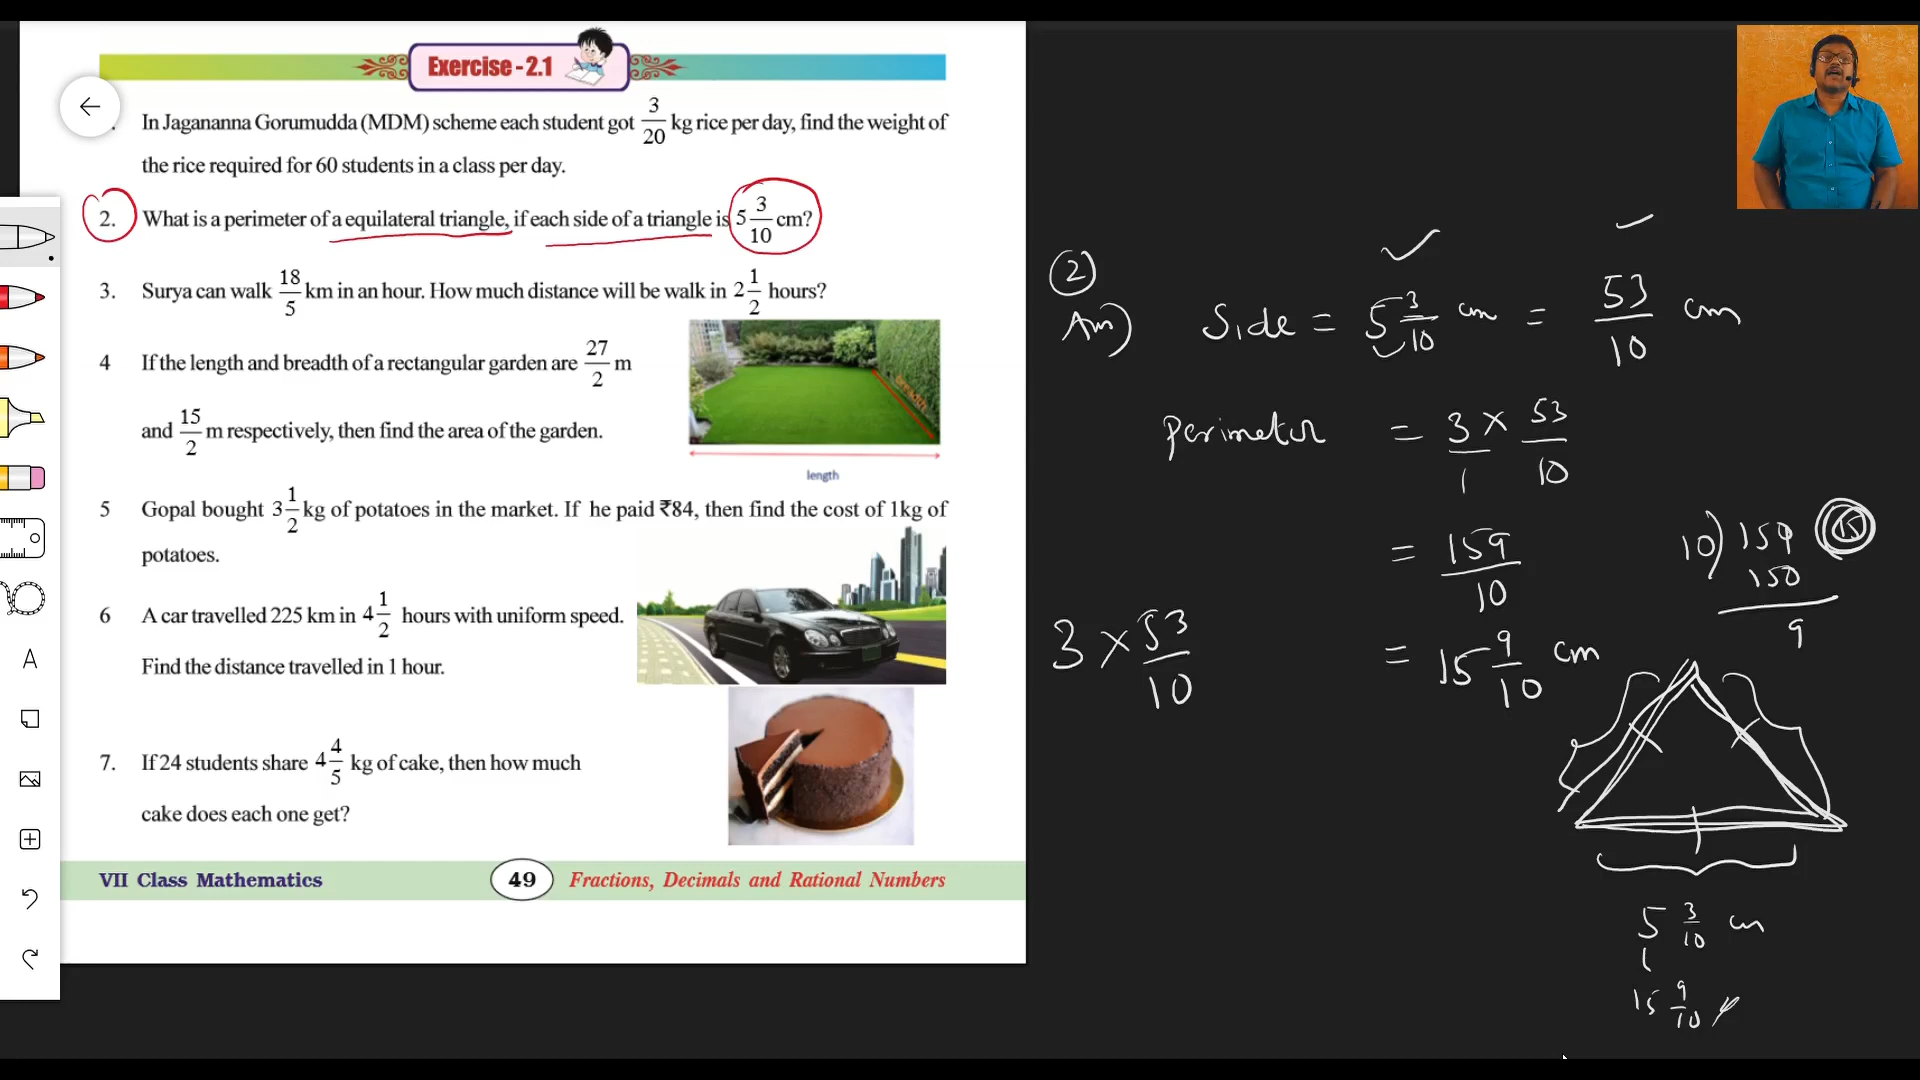 Exercise - 2.1
In Jagananna Gorumudda (MDM) scheme each student got 3/20 kg rice per day, find the weight of
the rice required for 60 students in a class per day.
2. What is a perimeter of a equilateral triangle, if each side of a triangle is 5 3/10 cm?
3. Surya can walk 18/5 km in an hour. How much distance will be walk in 2 1/2 hours?
4 If the length and breadth of a rectangular garden are 27/2 m
and 15/2 m respectively, then find the area of the garden.
breadth
length
5 Gopal bought 3 1/2 kg of potatoes in the market. If he paid ₹84, then find the cost of 1kg of
potatoes.
6 A car travelled 225 km in 4 1/2 hours with uniform speed.
Find the distance travelled in 1 hour.
7. If 24 students share 4 4/5 kg of cake, then how much
cake does each one get?
VII Class Mathematics 49 Fractions, Decimals and Rational Numbers
A
2
Ans) Side = 5 3/10 cm = 53/10 cm
Perimeter = 3/1 × 53/10
= 159/10
10) 159 (15
150
9
3 × 53/10
= 15 9/10 cm
5 3/10 cm
15 9/10